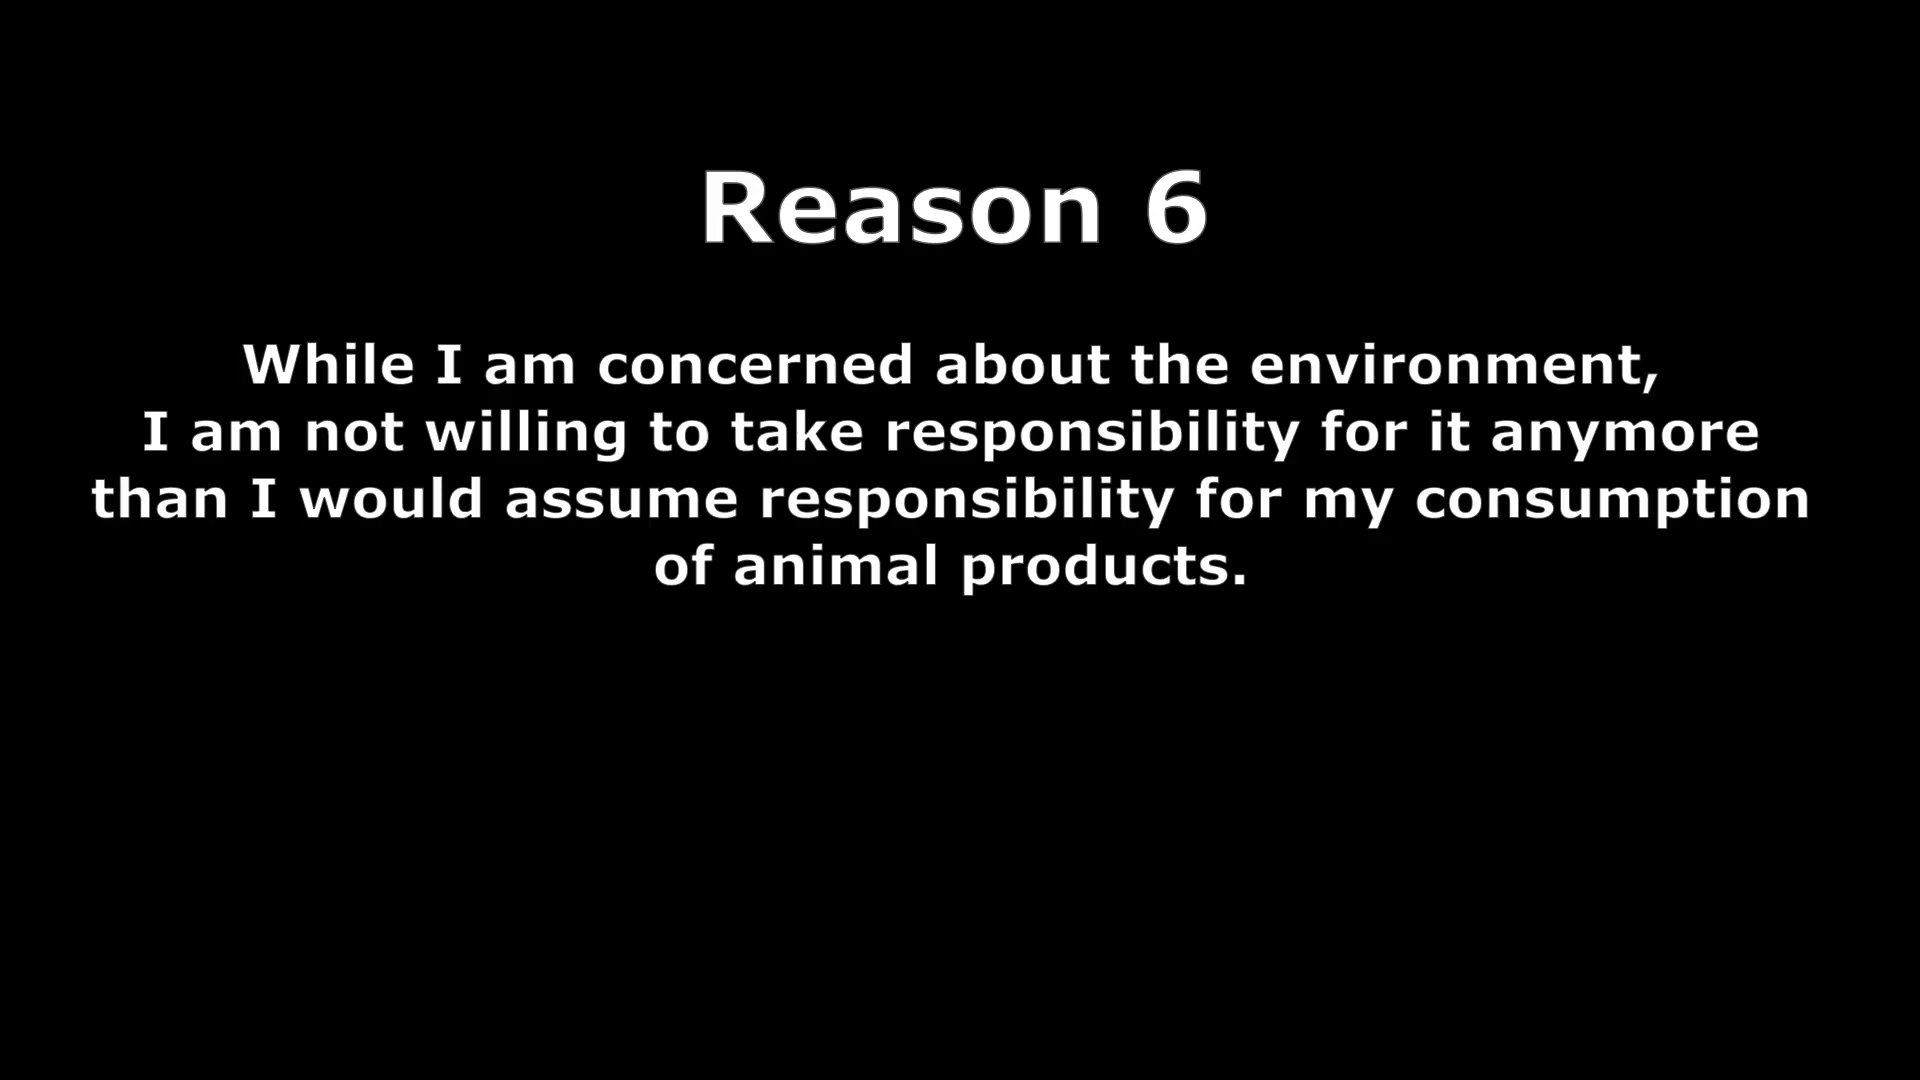 Reason 6
While I am concerned about the environment,
I am not willing to take responsibility for it anymore
than I would assume responsibility for my consumption
of animal products.